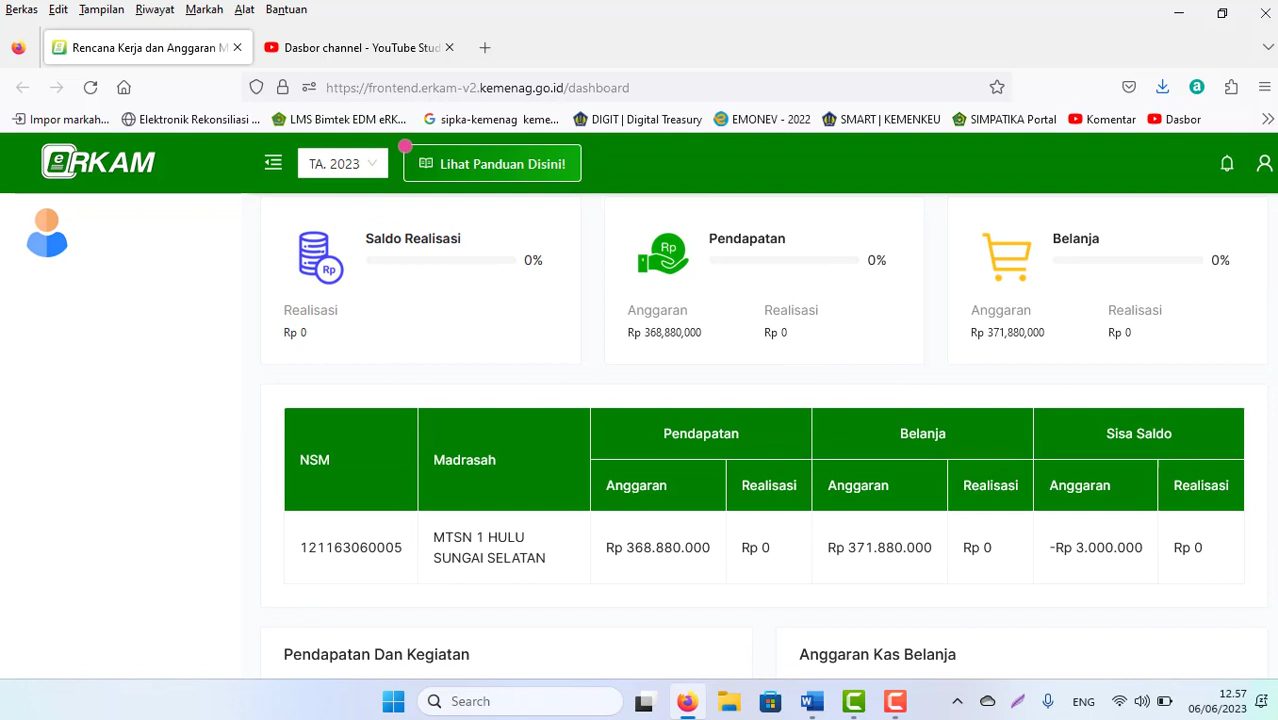 Berkas Edit Tampilan Riwayat Markah Alat Bantuan
Rencana Kerja dan Anggaran M
Dasbor channel - YouTube Stud
https://frontend.erkam-v2.kemenag.go.id/dashboard
Impor markah... Elektronik Rekonsiliasi ... LMS Bimtek EDM eRK... sipka-kemenag keme... DIGIT | Digital Treasury EMONEV - 2022 SMART | KEMENKEU SIMPATIKA Portal Komentar Dasbor
eRKAM TA. 2023 Lihat Panduan Disini!
Saldo Realisasi
0%
Realisasi
Rp 0
Pendapatan
0%
Anggaran Realisasi
Rp 368,880,000 Rp 0
Belanja
0%
Anggaran Realisasi
Rp 371,880,000 Rp 0
NSM Madrasah Pendapatan Belanja Sisa Saldo
Anggaran Realisasi Anggaran Realisasi Anggaran Realisasi
121163060005 MTSN 1 HULU SUNGAI SELATAN Rp 368.880.000 Rp 0 Rp 371.880.000 Rp 0 -Rp 3.000.000 Rp 0
Pendapatan Dan Kegiatan
Anggaran Kas Belanja
Search
ENG
12.57
06/06/2023